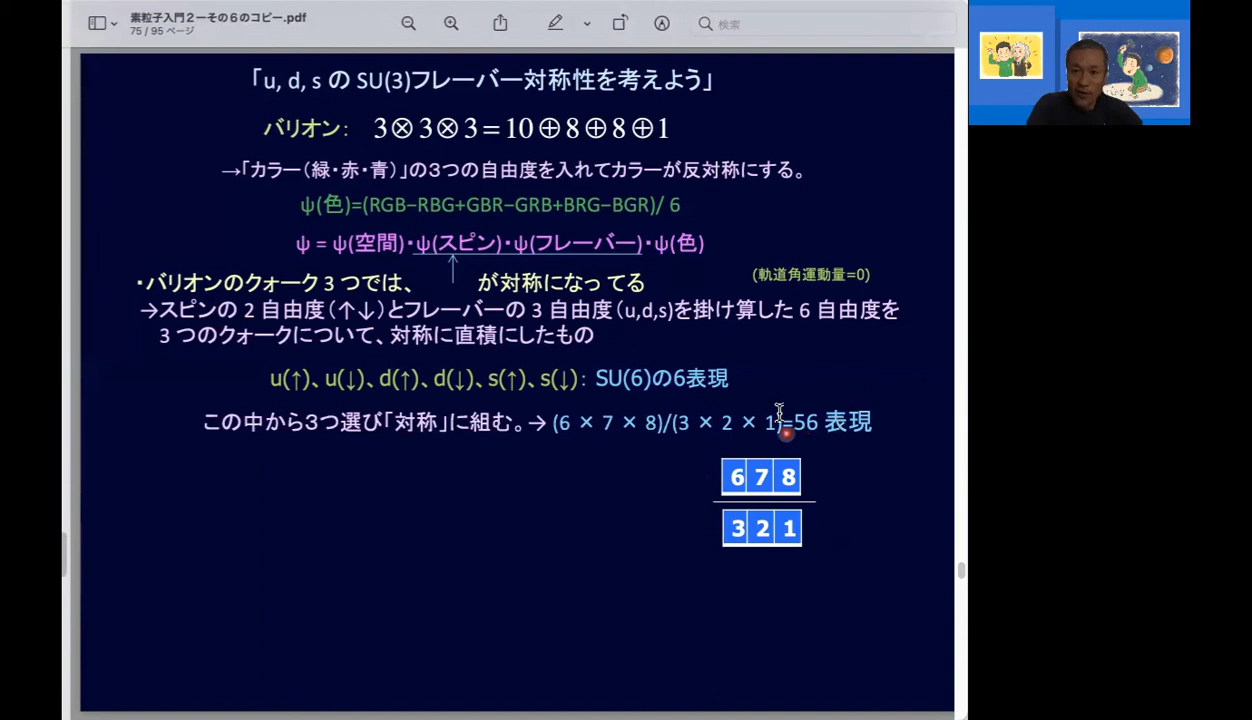 素粒子入門２ーその６のコピー.pdf
75 / 95 ページ
検索
「u, d, s の SU(3)フレーバー対称性を考えよう」
バリオン： 3⊗3⊗3＝10⊕8⊕8⊕1
→「カラー（緑・赤・青）」の３つの自由度を入れてカラーが反対称にする。
ψ(色)=(RGB−RBG+GBR−GRB+BRG−BGR)/ 6
ψ = ψ(空間)・ψ(スピン)・ψ(フレーバー)・ψ(色)
・バリオンのクォーク 3 つでは、 が対称になってる (軌道角運動量=0)
→スピンの 2 自由度（↑↓）とフレーバーの 3 自由度（u,d,s)を掛け算した 6 自由度を
3 つのクォークについて、対称に直積にしたもの
u(↑)、u(↓)、d(↑)、d(↓)、s(↑)、s(↓)： SU(6)の6表現
この中から３つ選び「対称」に組む。→ (6 × 7 × 8)/(3 × 2 × 1)=56 表現
6 7 8
3 2 1